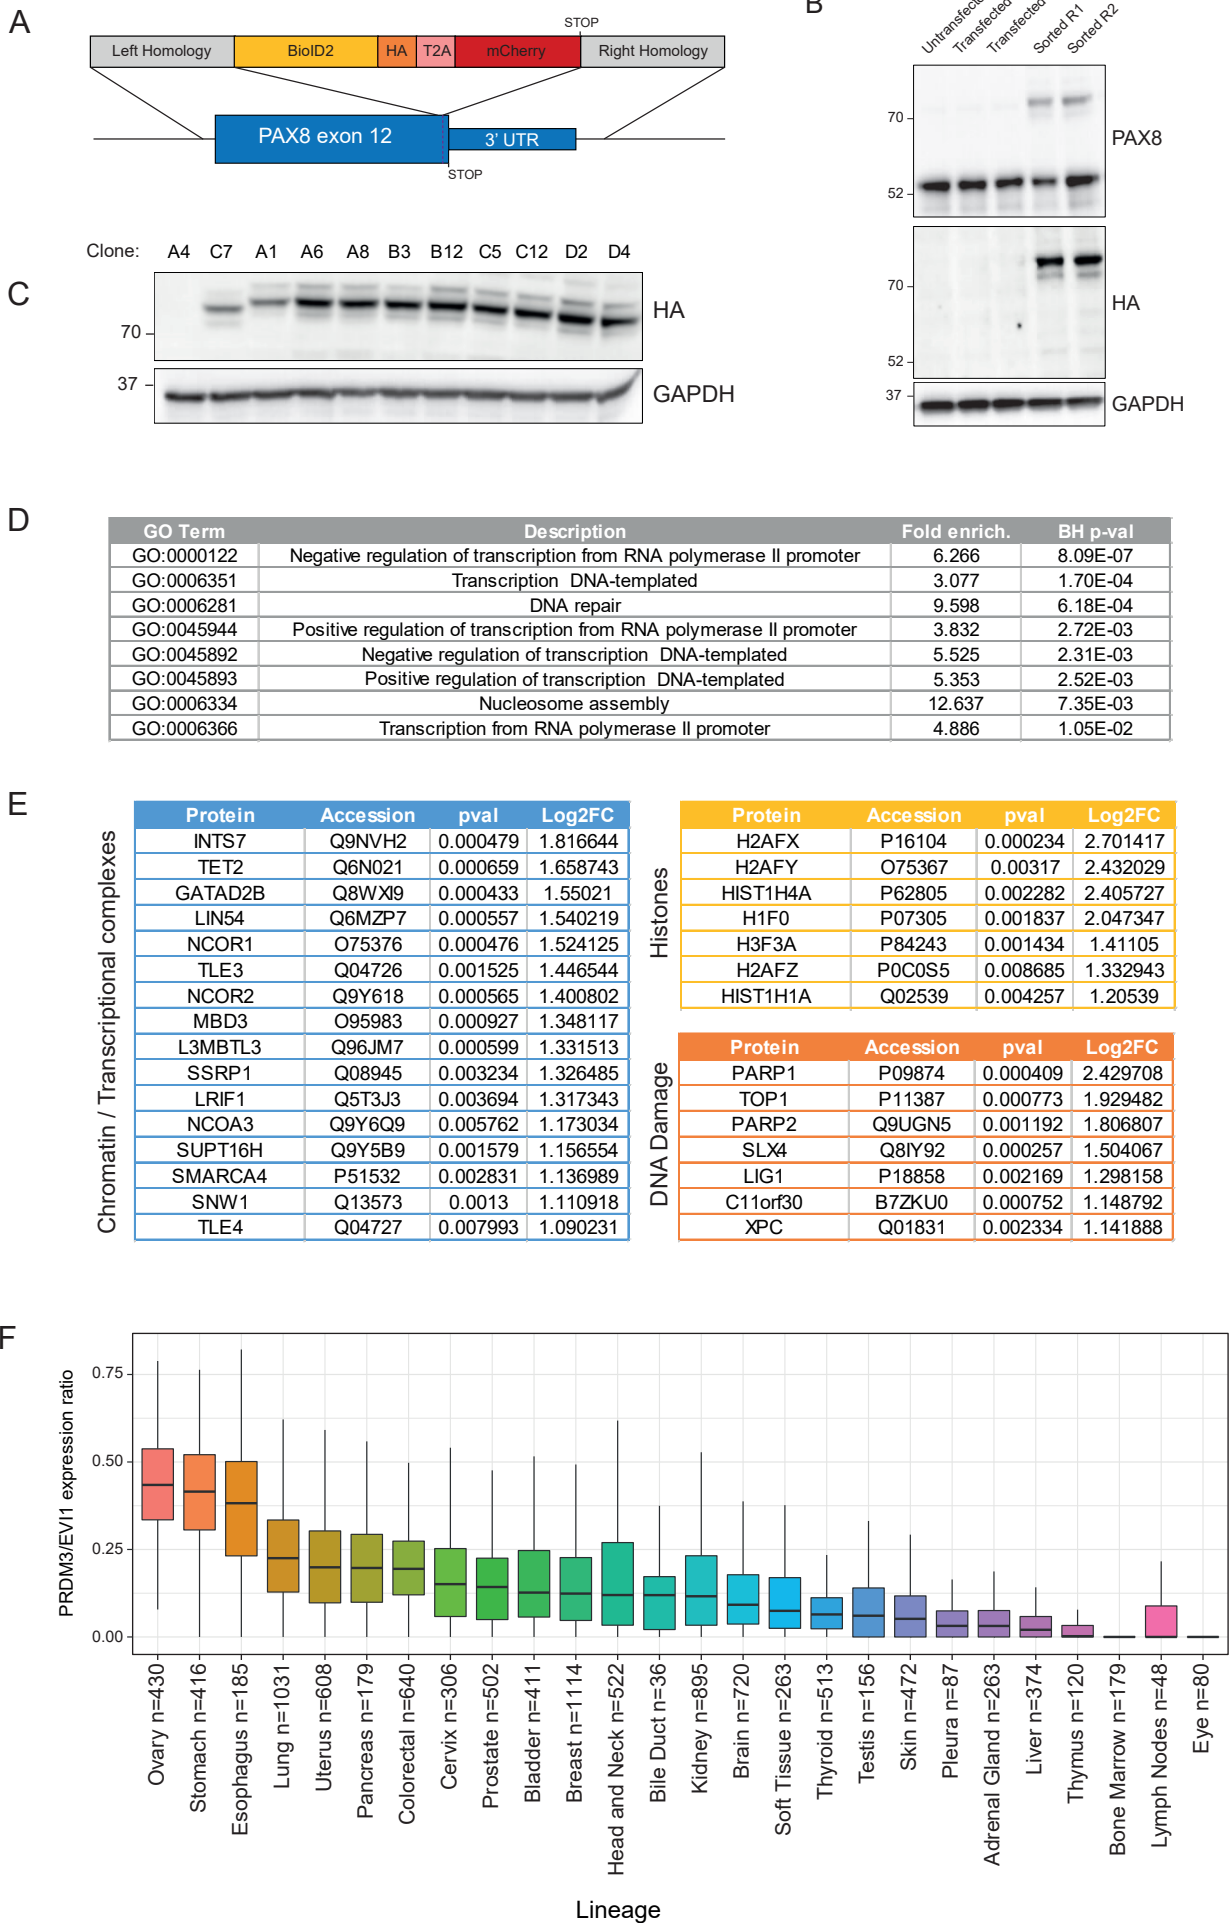 A
STOP
Left Homology BioID2 HA T2A mCherry Right Homology
PAX8 exon 12
3' UTR
STOP
B
Transfected
Transfected
Sorted R1
Sorted R2
70
PAX8
52
70
HA
52
37
GAPDH
C
Clone: A4 C7 A1 A6 A8 B3 B12 C5 C12 D2 D4
HA
70
37
GAPDH
D
GO Term Description Fold enrich. BH p-val
GO:0000122 Negative regulation of transcription from RNA polymerase II promoter 6.266 8.09E-07
GO:0006351 Transcription DNA-templated 3.077 1.70E-04
GO:0006281 DNA repair 9.598 6.18E-04
GO:0045944 Positive regulation of transcription from RNA polymerase II promoter 3.832 2.72E-03
GO:0045892 Negative regulation of transcription DNA-templated 5.525 2.31E-03
GO:0045893 Positive regulation of transcription DNA-templated 5.353 2.52E-03
GO:0006334 Nucleosome assembly 12.637 7.35E-03
GO:0006366 Transcription from RNA polymerase II promoter 4.886 1.05E-02
E
Chromatin / Transcriptional complexes
Protein Accession pval Log2FC
INTS7 Q9NVH2 0.000479 1.816644
TET2 Q6N021 0.000659 1.658743
GATAD2B Q8WXI9 0.000433 1.55021
LIN54 Q6MZP7 0.000557 1.540219
NCOR1 O75376 0.000476 1.524125
TLE3 Q04726 0.001525 1.446544
NCOR2 Q9Y618 0.000565 1.400802
MBD3 O95983 0.000927 1.348117
L3MBTL3 Q96JM7 0.000599 1.331513
SSRP1 Q08945 0.003234 1.326485
LRIF1 Q5T3J3 0.003694 1.317343
NCOA3 Q9Y6Q9 0.005762 1.173034
SUPT16H Q9Y5B9 0.001579 1.156554
SMARCA4 P51532 0.002831 1.136989
SNW1 Q13573 0.0013 1.110918
TLE4 Q04727 0.007993 1.090231
Histones
Protein Accession pval Log2FC
H2AFX P16104 0.000234 2.701417
H2AFY O75367 0.00317 2.432029
HIST1H4A P62805 0.002282 2.405727
H1F0 P07305 0.001837 2.047347
H3F3A P84243 0.001434 1.41105
H2AFZ P0C0S5 0.008685 1.332943
HIST1H1A Q02539 0.004257 1.20539
DNA Damage
Protein Accession pval Log2FC
PARP1 P09874 0.000409 2.429708
TOP1 P11387 0.000773 1.929482
PARP2 Q9UGN5 0.001192 1.806807
SLX4 Q8IY92 0.000257 1.504067
LIG1 P18858 0.002169 1.298158
C11orf30 B7ZKU0 0.000752 1.148792
XPC Q01831 0.002334 1.141888
F
PRDM3/EVI1 expression ratio
0.75
0.50
0.25
0.00
Ovary n=430
Stomach n=416
Esophagus n=185
Lung n=1031
Uterus n=608
Pancreas n=179
Colorectal n=640
Cervix n=306
Prostate n=502
Bladder n=411
Breast n=1114
Head and Neck n=522
Bile Duct n=36
Kidney n=895
Brain n=720
Soft Tissue n=263
Thyroid n=513
Testis n=156
Skin n=472
Pleura n=87
Adrenal Gland n=263
Liver n=374
Thymus n=120
Bone Marrow n=179
Lymph Nodes n=48
Eye n=80
Lineage